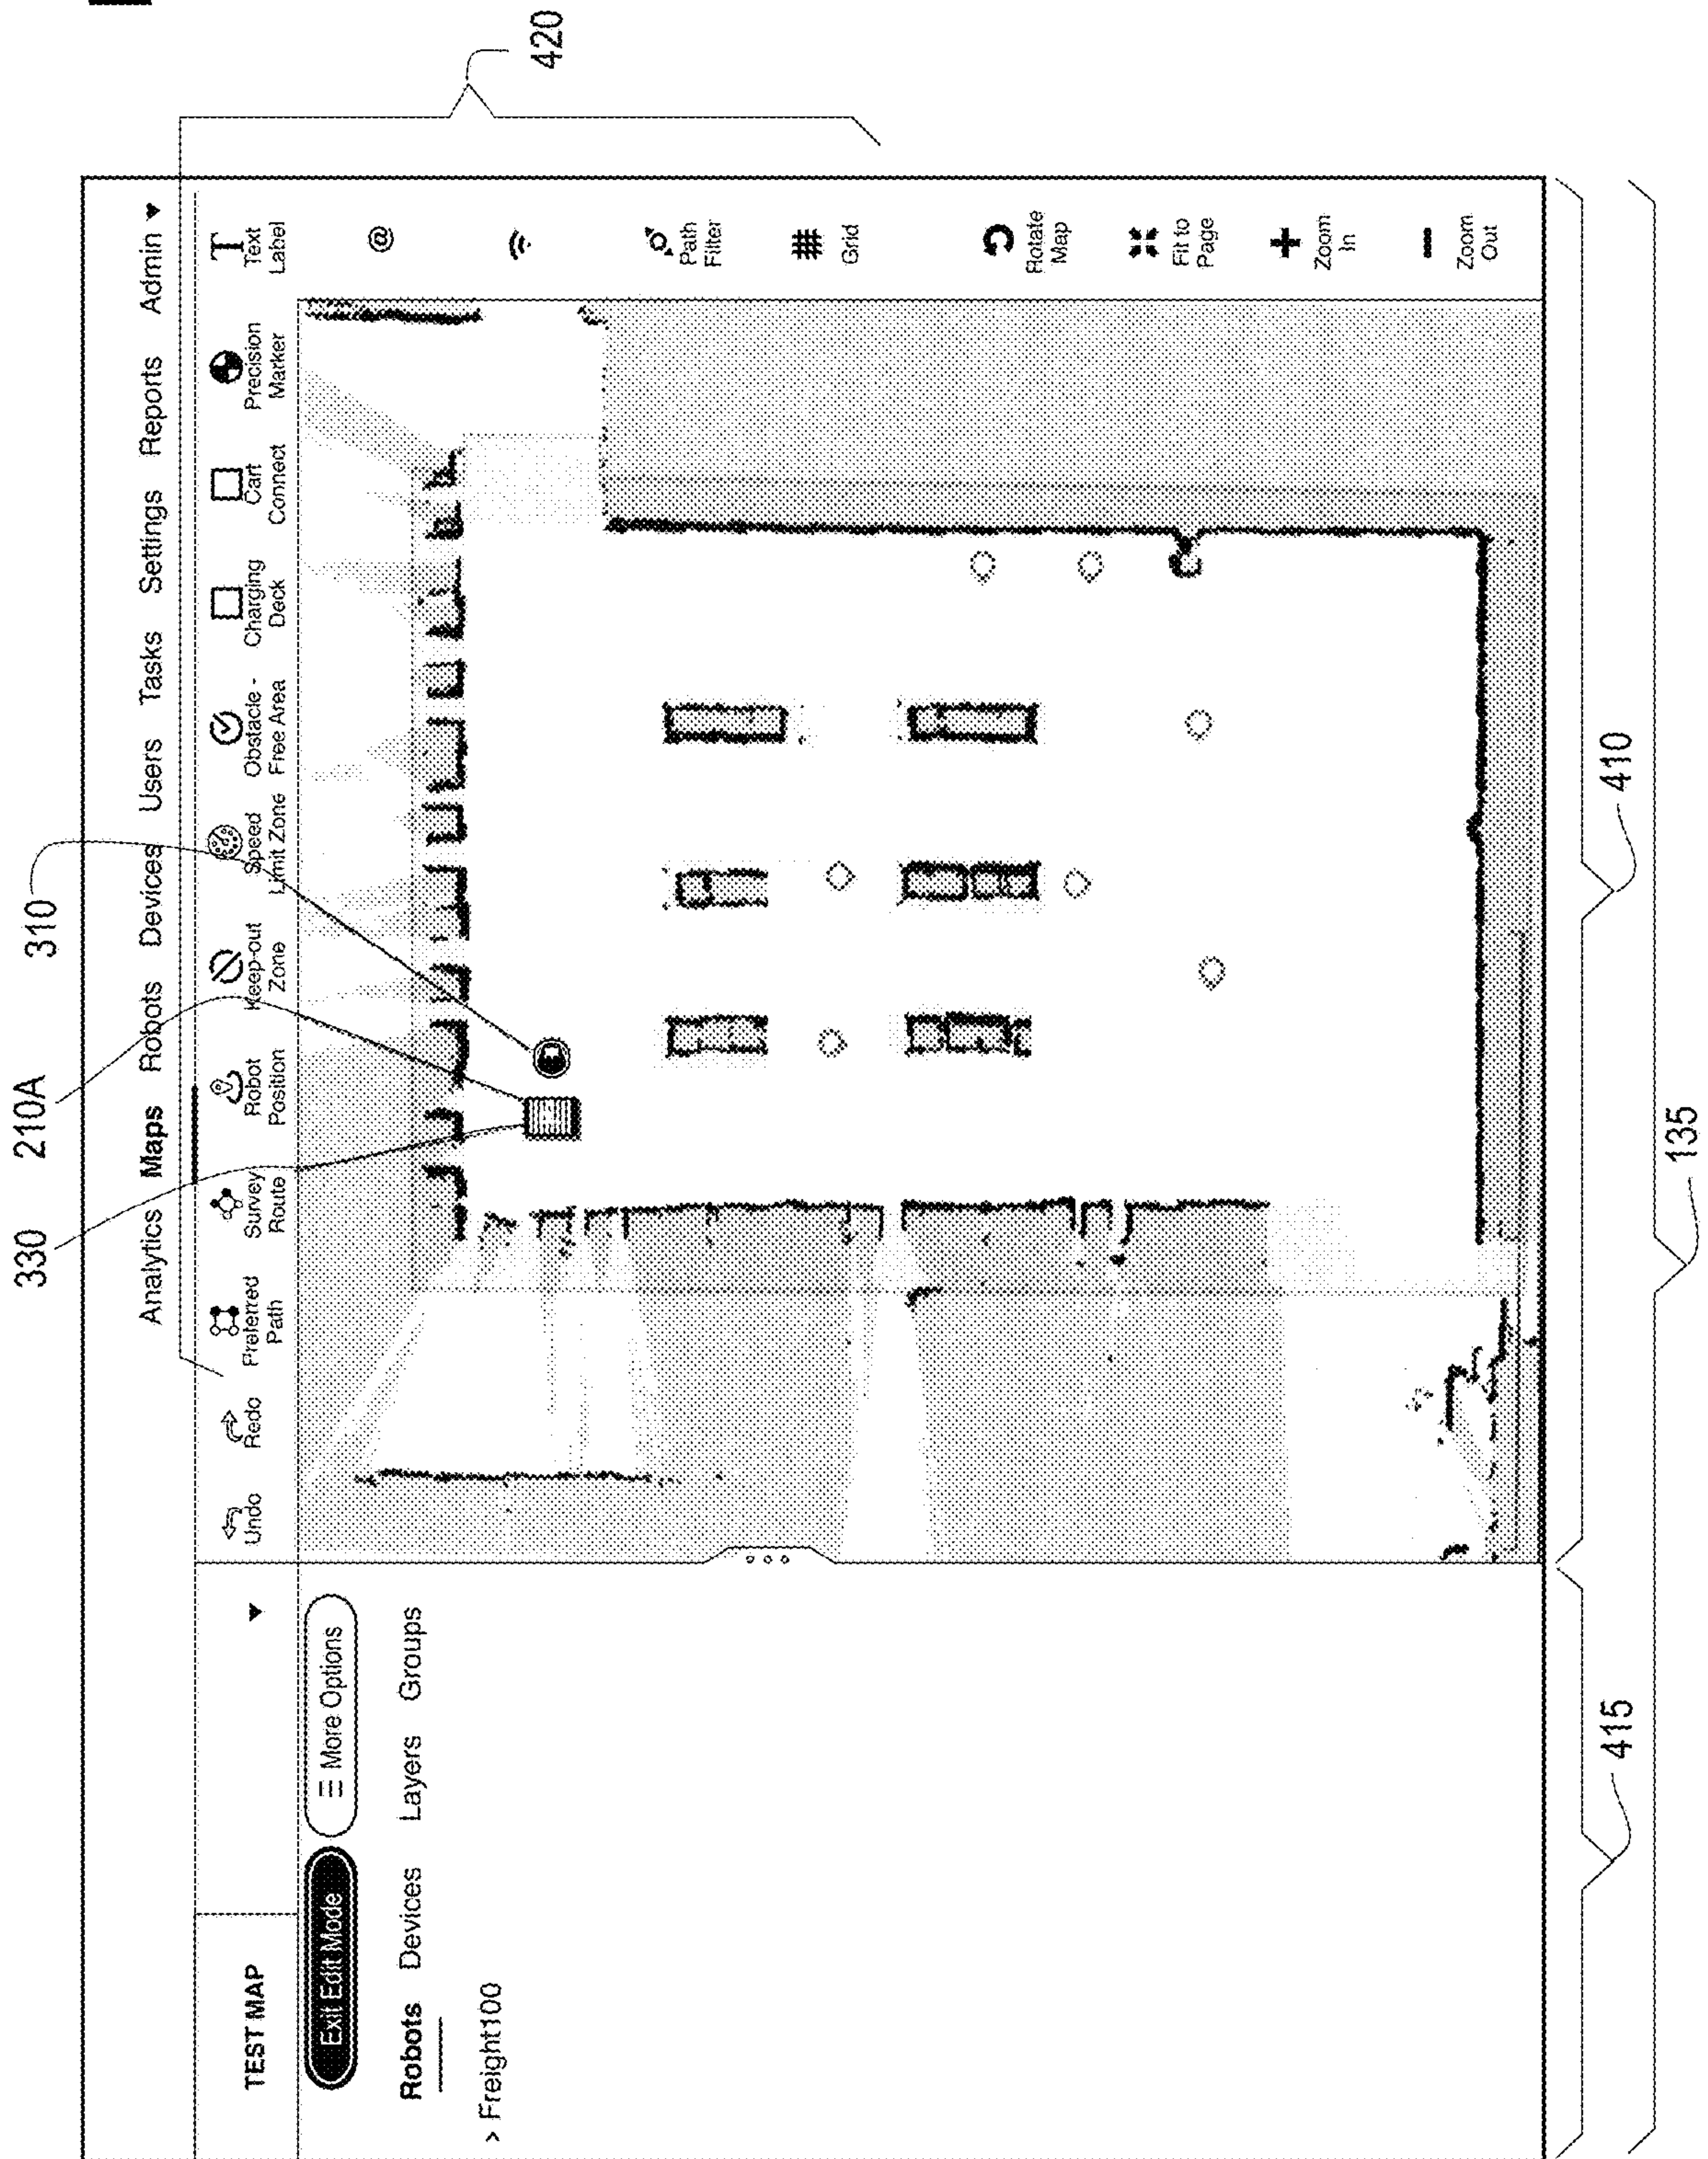 420
310
210A
330
Analytics Maps Robots Devices Users Tasks Settings Reports Admin
TEST MAP
Undo
Redo
Preferred
Path
Survey
Route
Robot
Position
Keep-out
Zone
Speed
Limit Zone
Obstacle -
Free Area
Charging
Dock
Cart
Connect
Precision
Marker
T
Text
Label
Exit Edit Mode
☰ More Options
Robots Devices Layers Groups
> Freight100
@
Path
Filter
Grid
Rotate
Map
Fit to
Page
Zoom
In
Zoom
Out
415
410
135